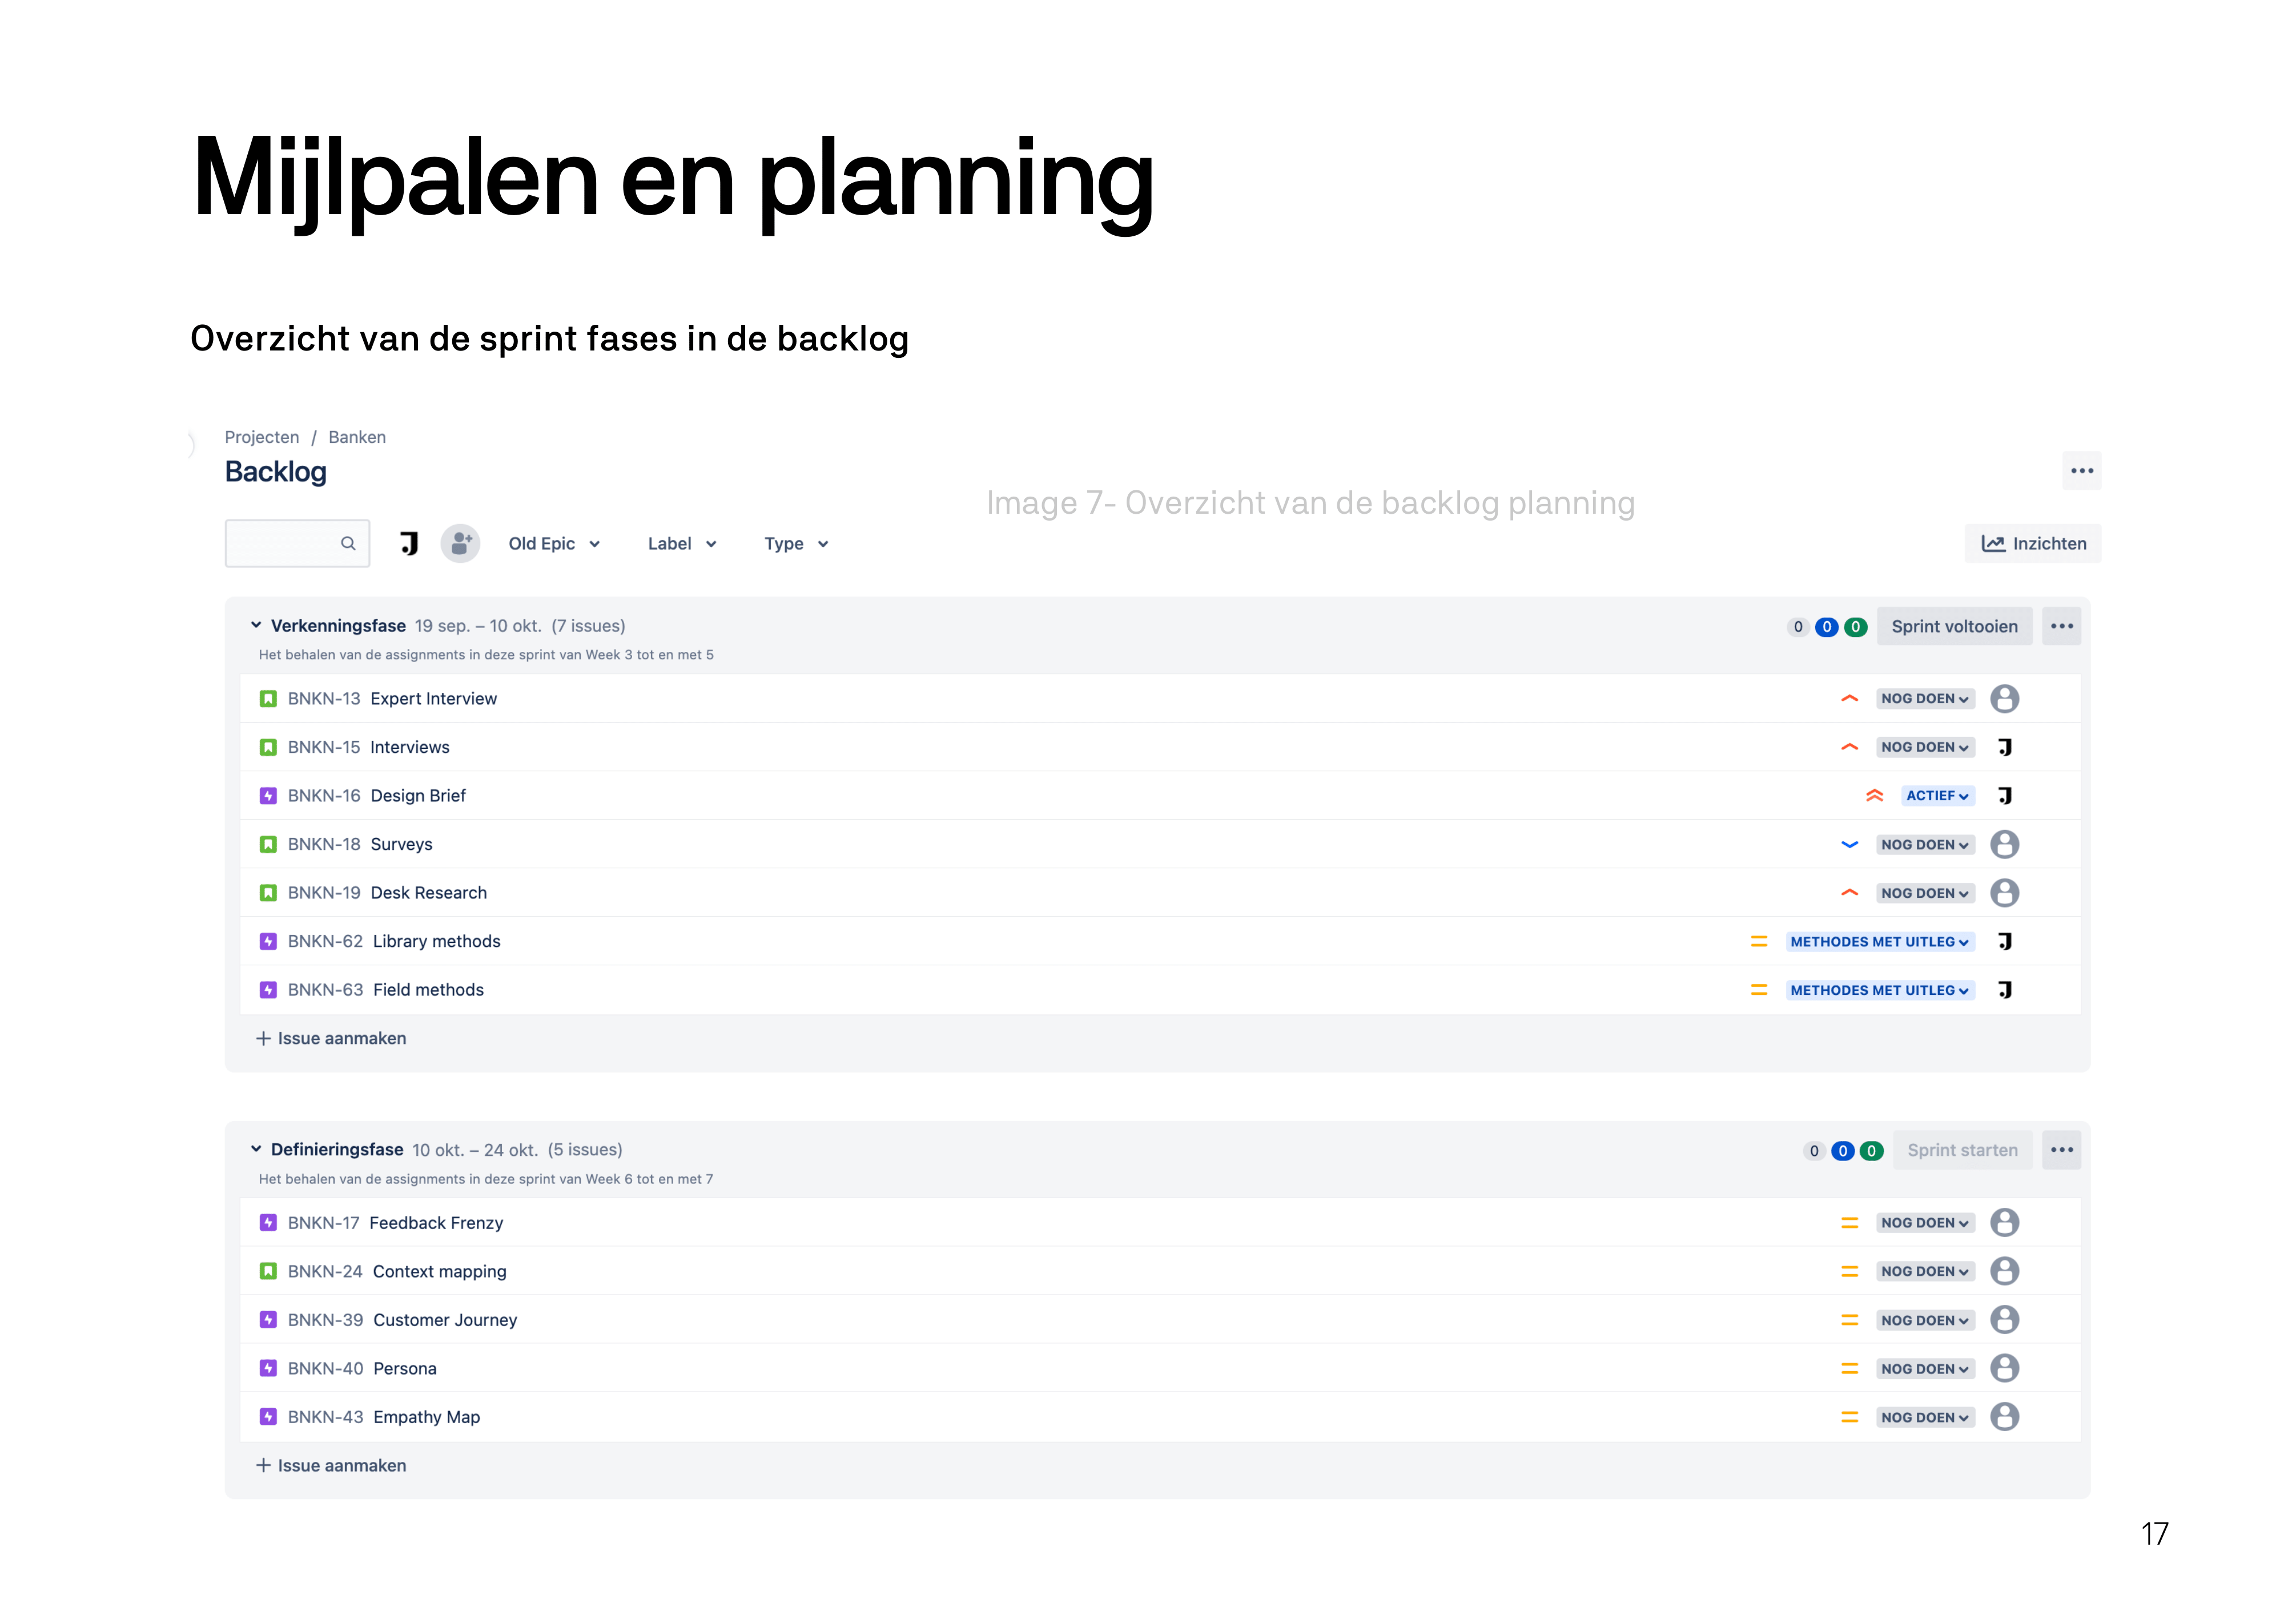 Mijlpalen en planning
Overzicht van de sprint fases in de backlog
Projecten / Banken
Backlog
Image 7- Overzicht van de backlog planning
Old Epic
Label
Type
Inzichten
Verkenningsfase 19 sep. – 10 okt. (7 issues) 0 0 0 Sprint voltooien
Het behalen van de assignments in deze sprint van Week 3 tot en met 5
BNKN-13 Expert Interview NOG DOEN
BNKN-15 Interviews NOG DOEN
BNKN-16 Design Brief ACTIEF
BNKN-18 Surveys NOG DOEN
BNKN-19 Desk Research NOG DOEN
BNKN-62 Library methods METHODES MET UITLEG
BNKN-63 Field methods METHODES MET UITLEG
+ Issue aanmaken
Definieringsfase 10 okt. – 24 okt. (5 issues) 0 0 0 Sprint starten
Het behalen van de assignments in deze sprint van Week 6 tot en met 7
BNKN-17 Feedback Frenzy NOG DOEN
BNKN-24 Context mapping NOG DOEN
BNKN-39 Customer Journey NOG DOEN
BNKN-40 Persona NOG DOEN
BNKN-43 Empathy Map NOG DOEN
+ Issue aanmaken
17